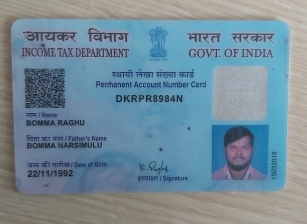 आयकर विभाग
INCOME TAX DEPARTMENT
भारत सरकार
GOVT. OF INDIA
स्थायी लेखा संख्या कार्ड
Permanent Account Number Card
DKRPR8984N
नाम / Name
BOMMA RAGHU
पिता का नाम / Father's Name
BOMMA NARSIMULU
जन्म की तारीख / Date of Birth
22/11/1992
हस्ताक्षर / Signature
15032018